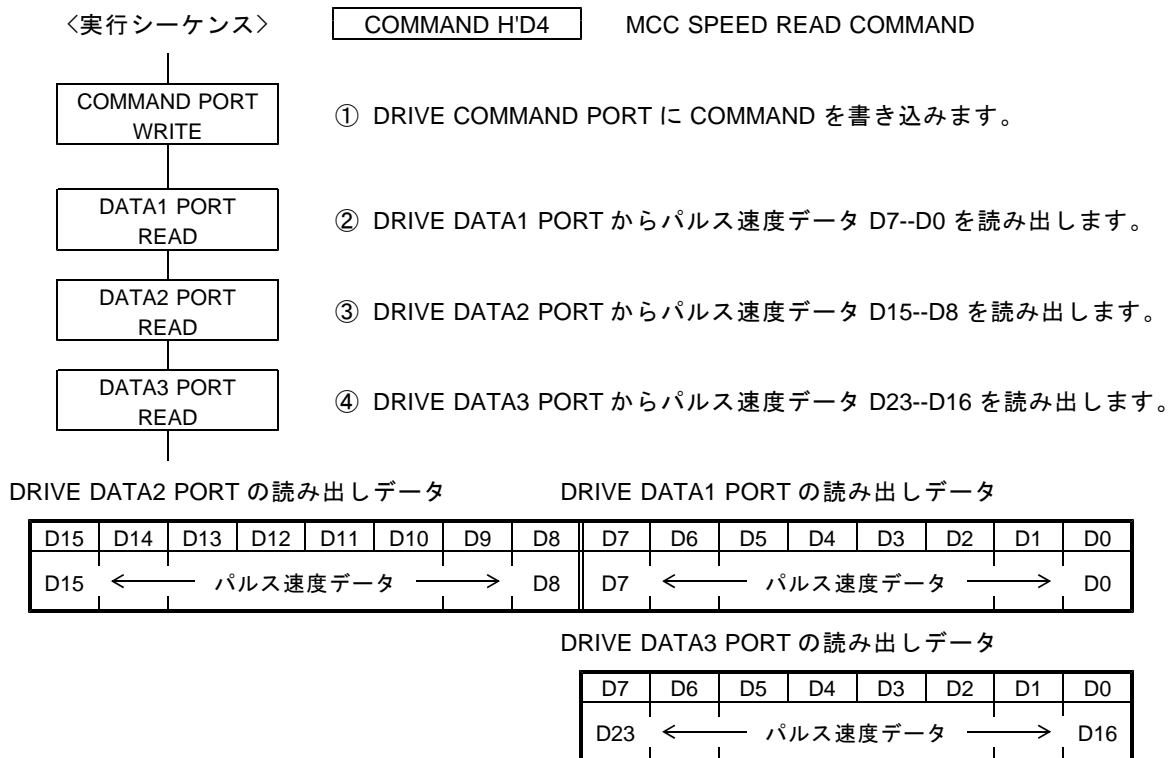 〈実行シーケンス〉 COMMAND H'D4 MCC SPEED READ COMMAND
COMMAND PORT
WRITE
① DRIVE COMMAND PORT に COMMAND を書き込みます。
DATA1 PORT
READ
② DRIVE DATA1 PORT からパルス速度データ D7--D0 を読み出します。
DATA2 PORT
READ
③ DRIVE DATA2 PORT からパルス速度データ D15--D8 を読み出します。
DATA3 PORT
READ
④ DRIVE DATA3 PORT からパルス速度データ D23--D16 を読み出します。
DRIVE DATA2 PORT の読み出しデータ DRIVE DATA1 PORT の読み出しデータ
D15 D14 D13 D12 D11 D10 D9 D8 D7 D6 D5 D4 D3 D2 D1 D0
D15 ← パルス速度データ → D8 D7 ← パルス速度データ → D0
DRIVE DATA3 PORT の読み出しデータ
D7 D6 D5 D4 D3 D2 D1 D0
D23 ← パルス速度データ → D16